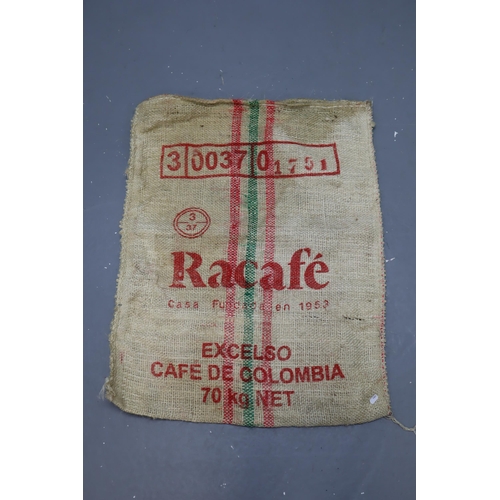 3 0037 0 1751
3
37
Racafé
Casa Fundada en 1953
EXCELSO
CAFE DE COLOMBIA
70 kg NET